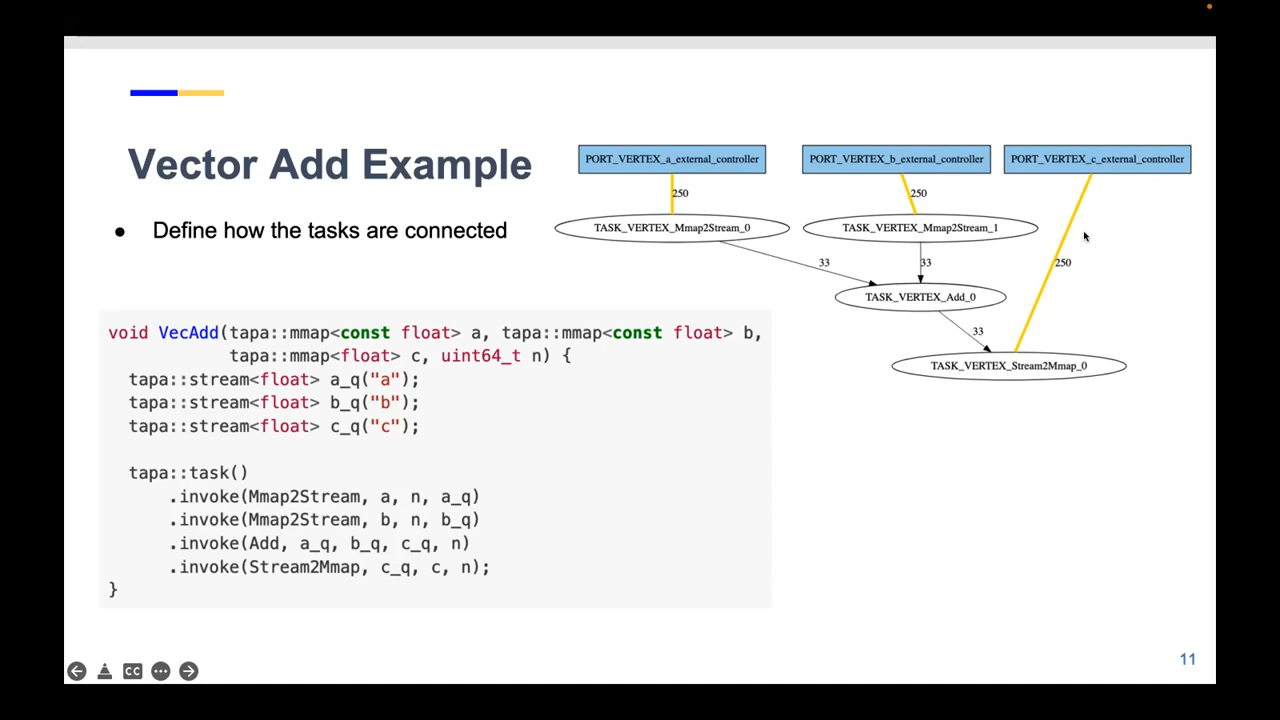 Vector Add Example
● Define how the tasks are connected
PORT_VERTEX_a_external_controller
PORT_VERTEX_b_external_controller
PORT_VERTEX_c_external_controller
250
250
TASK_VERTEX_Mmap2Stream_0
TASK_VERTEX_Mmap2Stream_1
33
33
250
TASK_VERTEX_Add_0
33
TASK_VERTEX_Stream2Mmap_0
void VecAdd(tapa::mmap<const float> a, tapa::mmap<const float> b,
            tapa::mmap<float> c, uint64_t n) {
  tapa::stream<float> a_q("a");
  tapa::stream<float> b_q("b");
  tapa::stream<float> c_q("c");
  tapa::task()
      .invoke(Mmap2Stream, a, n, a_q)
      .invoke(Mmap2Stream, b, n, b_q)
      .invoke(Add, a_q, b_q, c_q, n)
      .invoke(Stream2Mmap, c_q, c, n);
}
11
CC